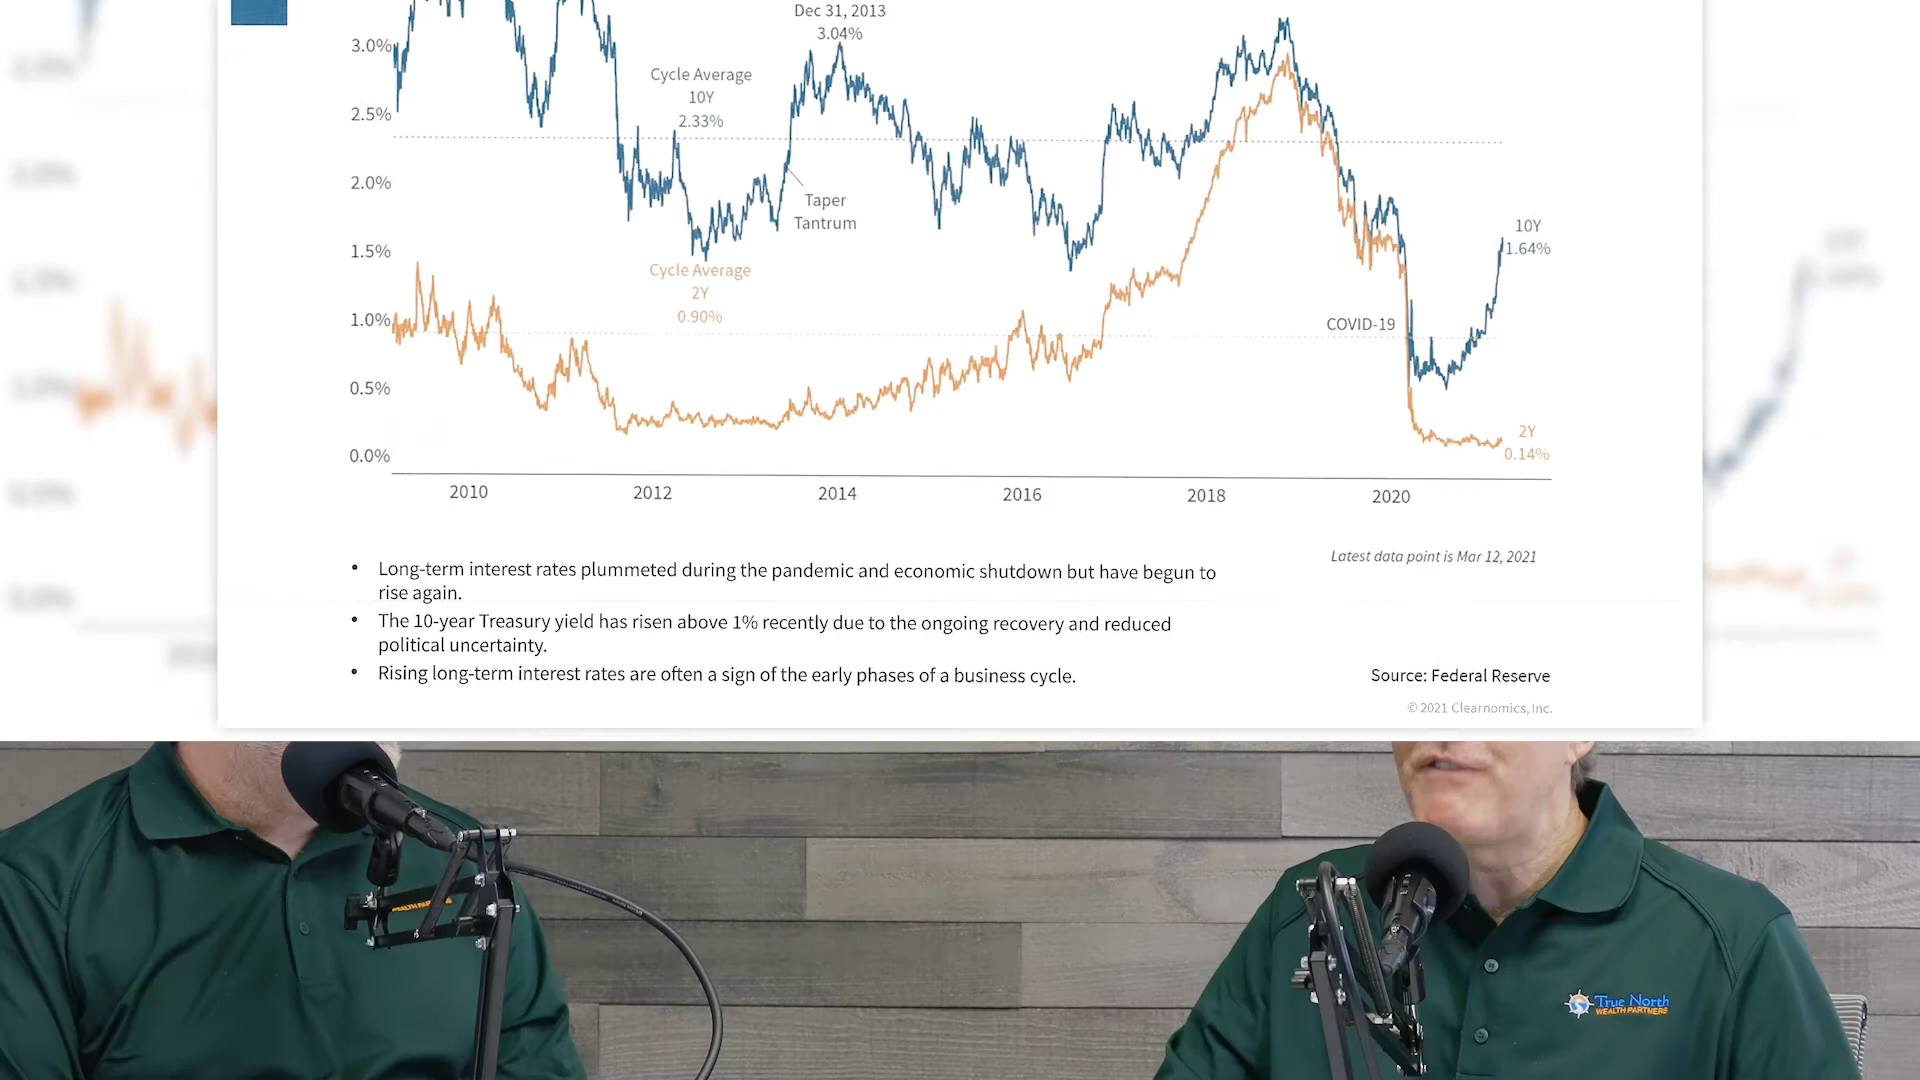 Dec 31, 2013
3.04%
3.0%
Cycle Average
10Y
2.33%
2.5%
2.0%
Taper
Tantrum
10Y
1.64%
1.5%
Cycle Average
2Y
0.90%
1.0%
COVID-19
0.5%
2Y
0.14%
0.0%
2010 2012 2014 2016 2018 2020
Latest data point is Mar 12, 2021
• Long-term interest rates plummeted during the pandemic and economic shutdown but have begun to
rise again.
• The 10-year Treasury yield has risen above 1% recently due to the ongoing recovery and reduced
political uncertainty.
• Rising long-term interest rates are often a sign of the early phases of a business cycle.
Source: Federal Reserve
© 2021 Clearnomics, Inc.
True North
WEALTH PARTNERS